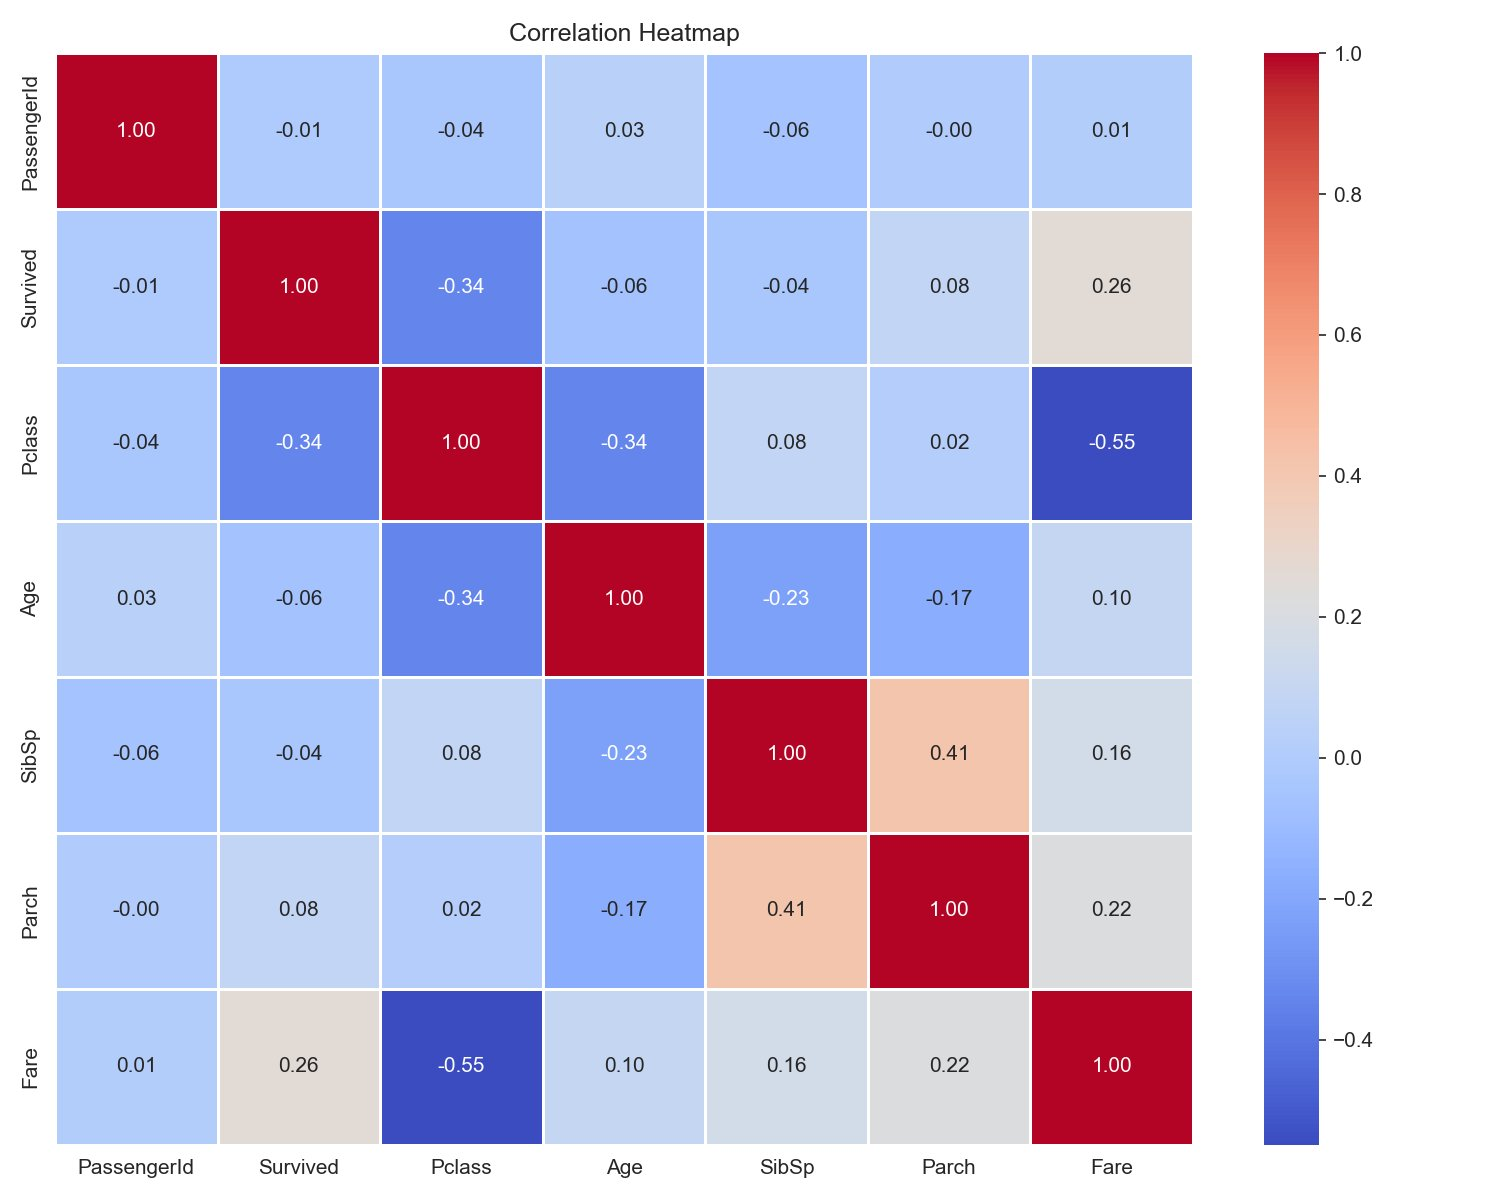 Correlation Heatmap
PassengerId 1.00 -0.01 -0.04 0.03 -0.06 -0.00 0.01
Survived -0.01 1.00 -0.34 -0.06 -0.04 0.08 0.26
Pclass -0.04 -0.34 1.00 -0.34 0.08 0.02 -0.55
Age 0.03 -0.06 -0.34 1.00 -0.23 -0.17 0.10
SibSp -0.06 -0.04 0.08 -0.23 1.00 0.41 0.16
Parch -0.00 0.08 0.02 -0.17 0.41 1.00 0.22
Fare 0.01 0.26 -0.55 0.10 0.16 0.22 1.00
PassengerId Survived Pclass Age SibSp Parch Fare
1.0
0.8
0.6
0.4
0.2
0.0
−0.2
−0.4